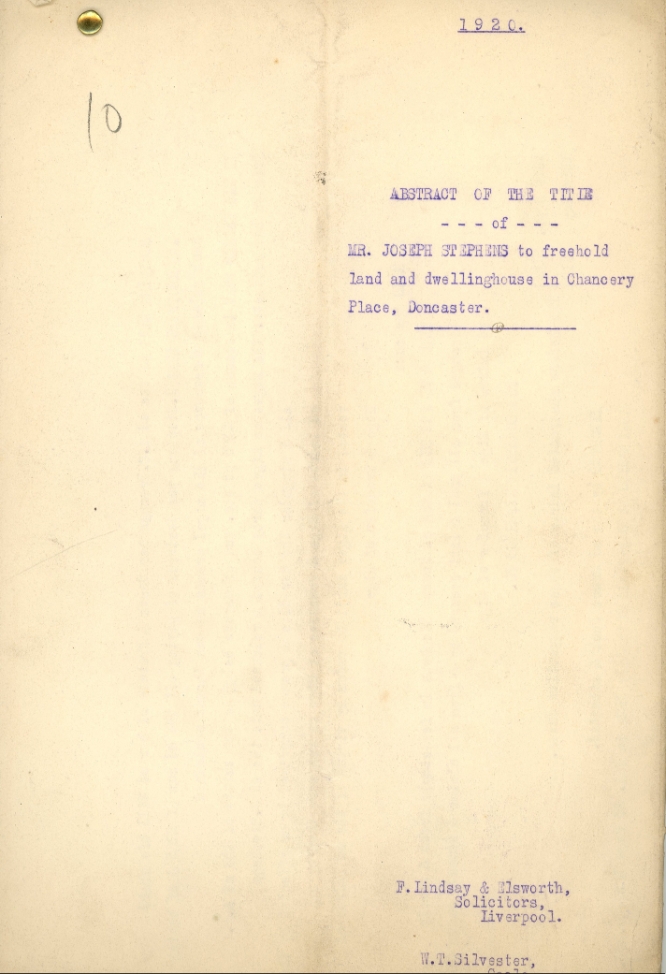 1920.
10
ABSTRACT OF THE TITLE
- - - of - - -
MR. JOSEPH STEPHENS to freehold
land and dwellinghouse in Chancery
Place, Doncaster.
F. Lindsay & Elsworth,
Solicitors,
Liverpool.
W.T. Silvester,